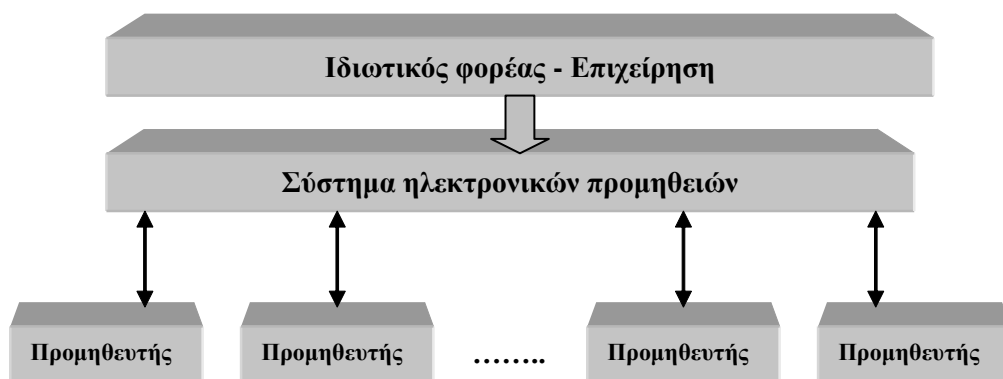 Ιδιωτικός φορέας - Επιχείρηση
Σύστημα ηλεκτρονικών προμηθειών
Προμηθευτής Προμηθευτής …….. Προμηθευτής Προμηθευτής